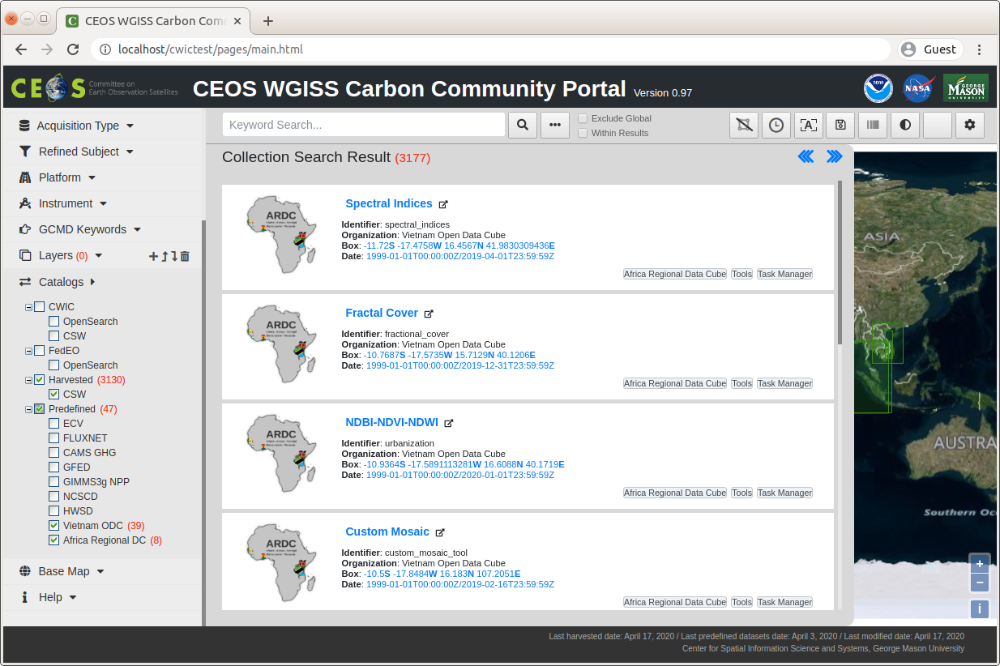 CEOS WGISS Carbon Com
localhost/cwictest/pages/main.html
Guest
CEOS
Committee on
Earth Observation Satellites
CEOS WGISS Carbon Community Portal Version 0.97
NOAA
NASA
GEORGE
MASON
UNIVERSITY
Acquisition Type
Refined Subject
Platform
Instrument
GCMD Keywords
Layers (0)
Catalogs
CWIC
OpenSearch
CSW
FedEO
OpenSearch
Harvested (3130)
CSW
Predefined (47)
ECV
FLUXNET
CAMS GHG
GFED
GIMMS3g NPP
NCSCD
HWSD
Vietnam ODC (39)
Africa Regional DC (8)
Base Map
Help
Keyword Search...
Exclude Global
Within Results
[A]
Collection Search Result (3177)
ARDC
Spectral Indices
Identifier: spectral_indices
Organization: Vietnam Open Data Cube
Box: -11.72S -17.4758W 16.4567N 41.9830309436E
Date: 1999-01-01T00:00:00Z/2019-04-01T23:59:59Z
Africa Regional Data Cube Tools Task Manager
ARDC
Fractal Cover
Identifier: fractional_cover
Organization: Vietnam Open Data Cube
Box: -10.7687S -17.5735W 15.7129N 40.1206E
Date: 1999-01-01T00:00:00Z/2019-12-31T23:59:59Z
Africa Regional Data Cube Tools Task Manager
ARDC
NDBI-NDVI-NDWI
Identifier: urbanization
Organization: Vietnam Open Data Cube
Box: -10.9364S -17.5891113281W 16.6088N 40.1719E
Date: 1999-01-01T00:00:00Z/2020-01-01T23:59:59Z
Africa Regional Data Cube Tools Task Manager
ARDC
Custom Mosaic
Identifier: custom_mosaic_tool
Organization: Vietnam Open Data Cube
Box: -10.5S -17.8484W 16.183N 107.2051E
Date: 1999-01-01T00:00:00Z/2019-02-16T23:59:59Z
Africa Regional Data Cube Tools Task Manager
ASIA
AUSTRA
Southern Oc
+
−
i
Last harvested date: April 17, 2020 / Last predefined datasets date: April 3, 2020 / Last modified date: April 17, 2020
Center for Spatial Information Science and Systems, George Mason University